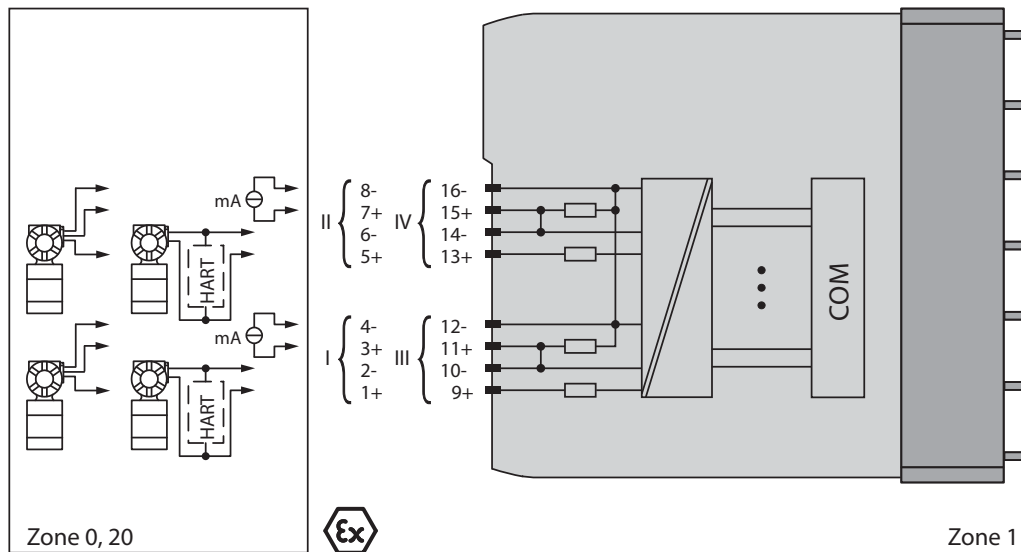 mA
II
8-
7+
6-
5+
IV
16-
15+
14-
13+
HART
mA
I
4-
3+
2-
1+
III
12-
11+
10-
9+
HART
COM
Zone 0, 20
Ex
Zone 1